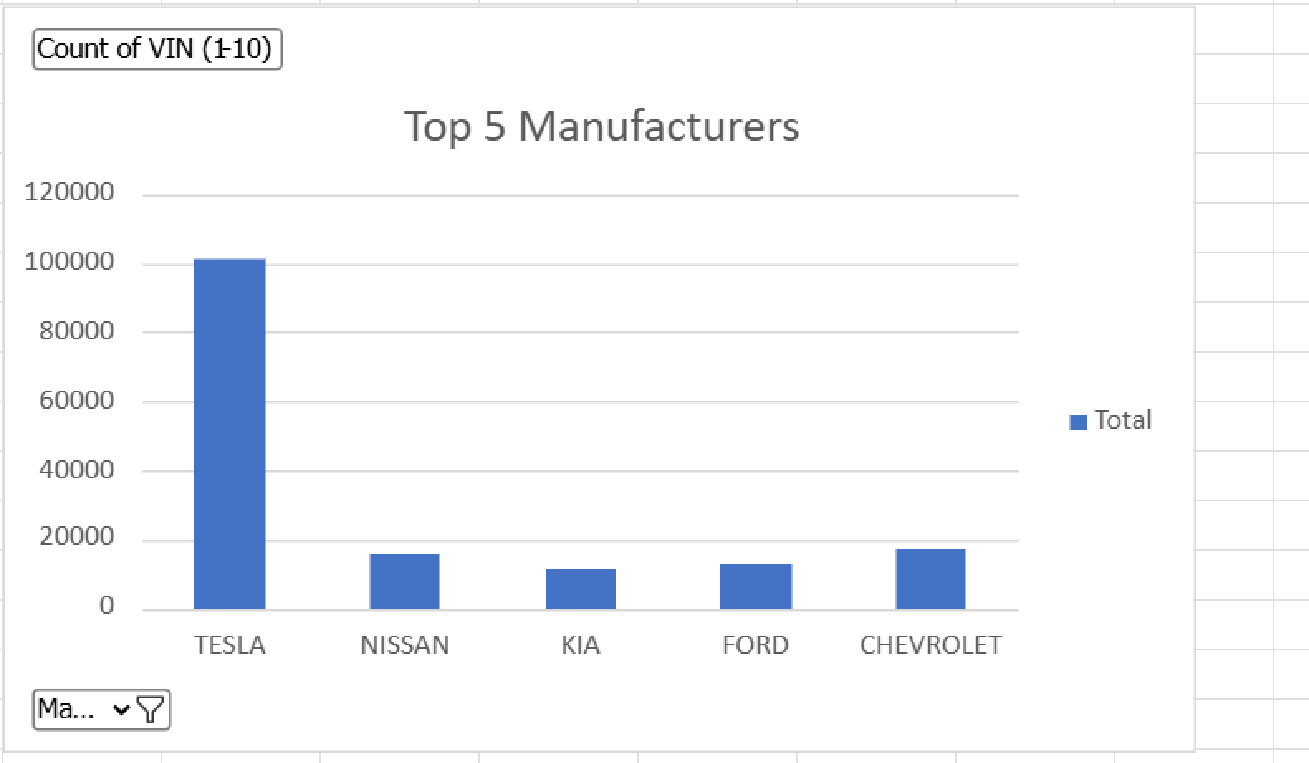 Count of VIN (1-10)
Top 5 Manufacturers
120000
100000
80000
60000
40000
20000
0
TESLA NISSAN KIA FORD CHEVROLET
Total
Ma...